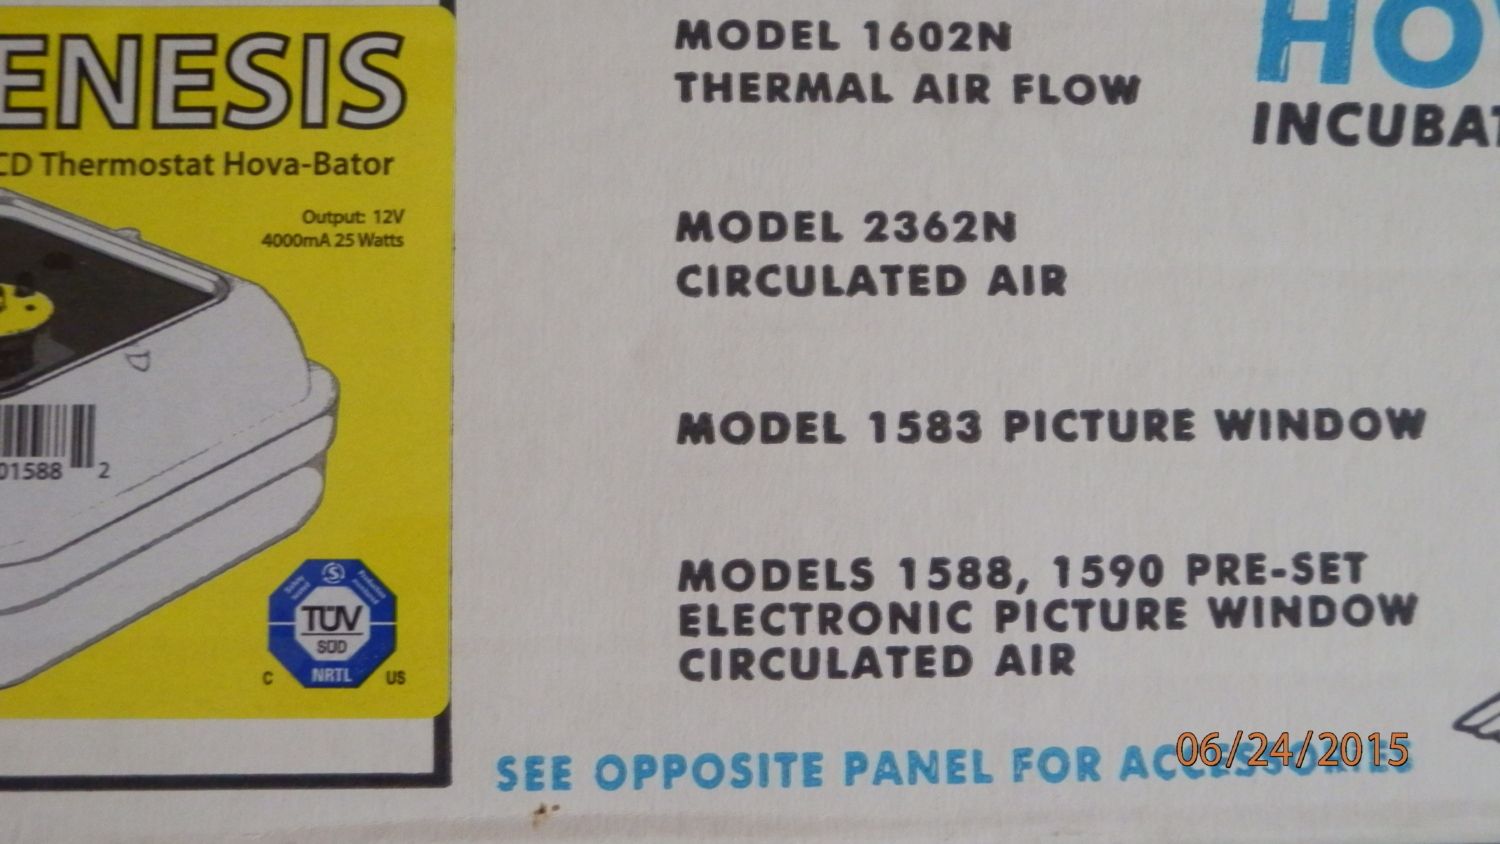 ENESIS
CD Thermostat Hova-Bator
Output: 12V
4000mA 25 Watts
01588 2
TÜV
SÜD
NRTL
C US
MODEL 1602N
THERMAL AIR FLOW
MODEL 2362N
CIRCULATED AIR
MODEL 1583 PICTURE WINDOW
MODELS 1588, 1590 PRE-SET
ELECTRONIC PICTURE WINDOW
CIRCULATED AIR
HO
INCUBAT
SEE OPPOSITE PANEL FOR ACCESSORIES
06/24/2015